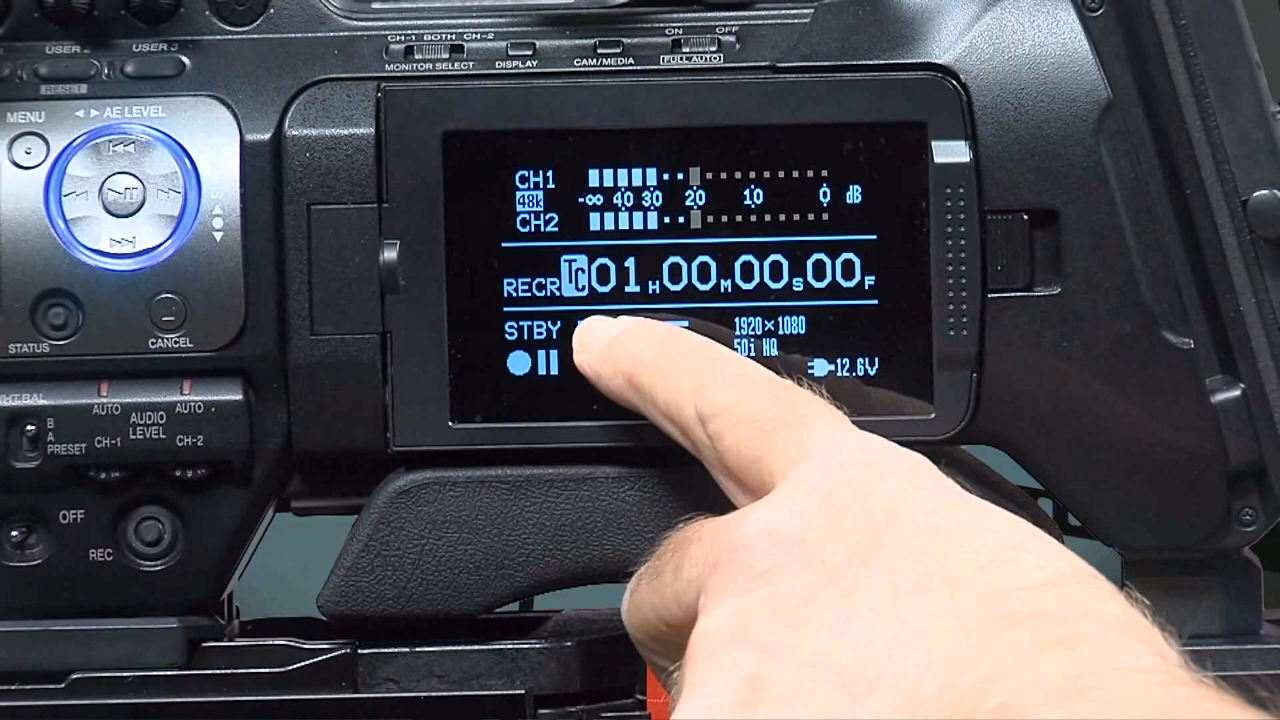 CH-1 BOTH CH-2
MONITOR SELECT
DISPLAY
CAM/MEDIA
ON OFF
FULL AUTO
USER 3
RESET
MENU
AE LEVEL
STATUS
CANCEL
AUTO
AUTO
AUDIO
LEVEL
B
A
PRESET
CH-1
CH-2
OFF
REC
CH1
48k
-∞ 40 30 20 10 0 dB
CH2
RECR TC 01H00M00S00F
STBY
1920×1080
50i HQ
12.6V